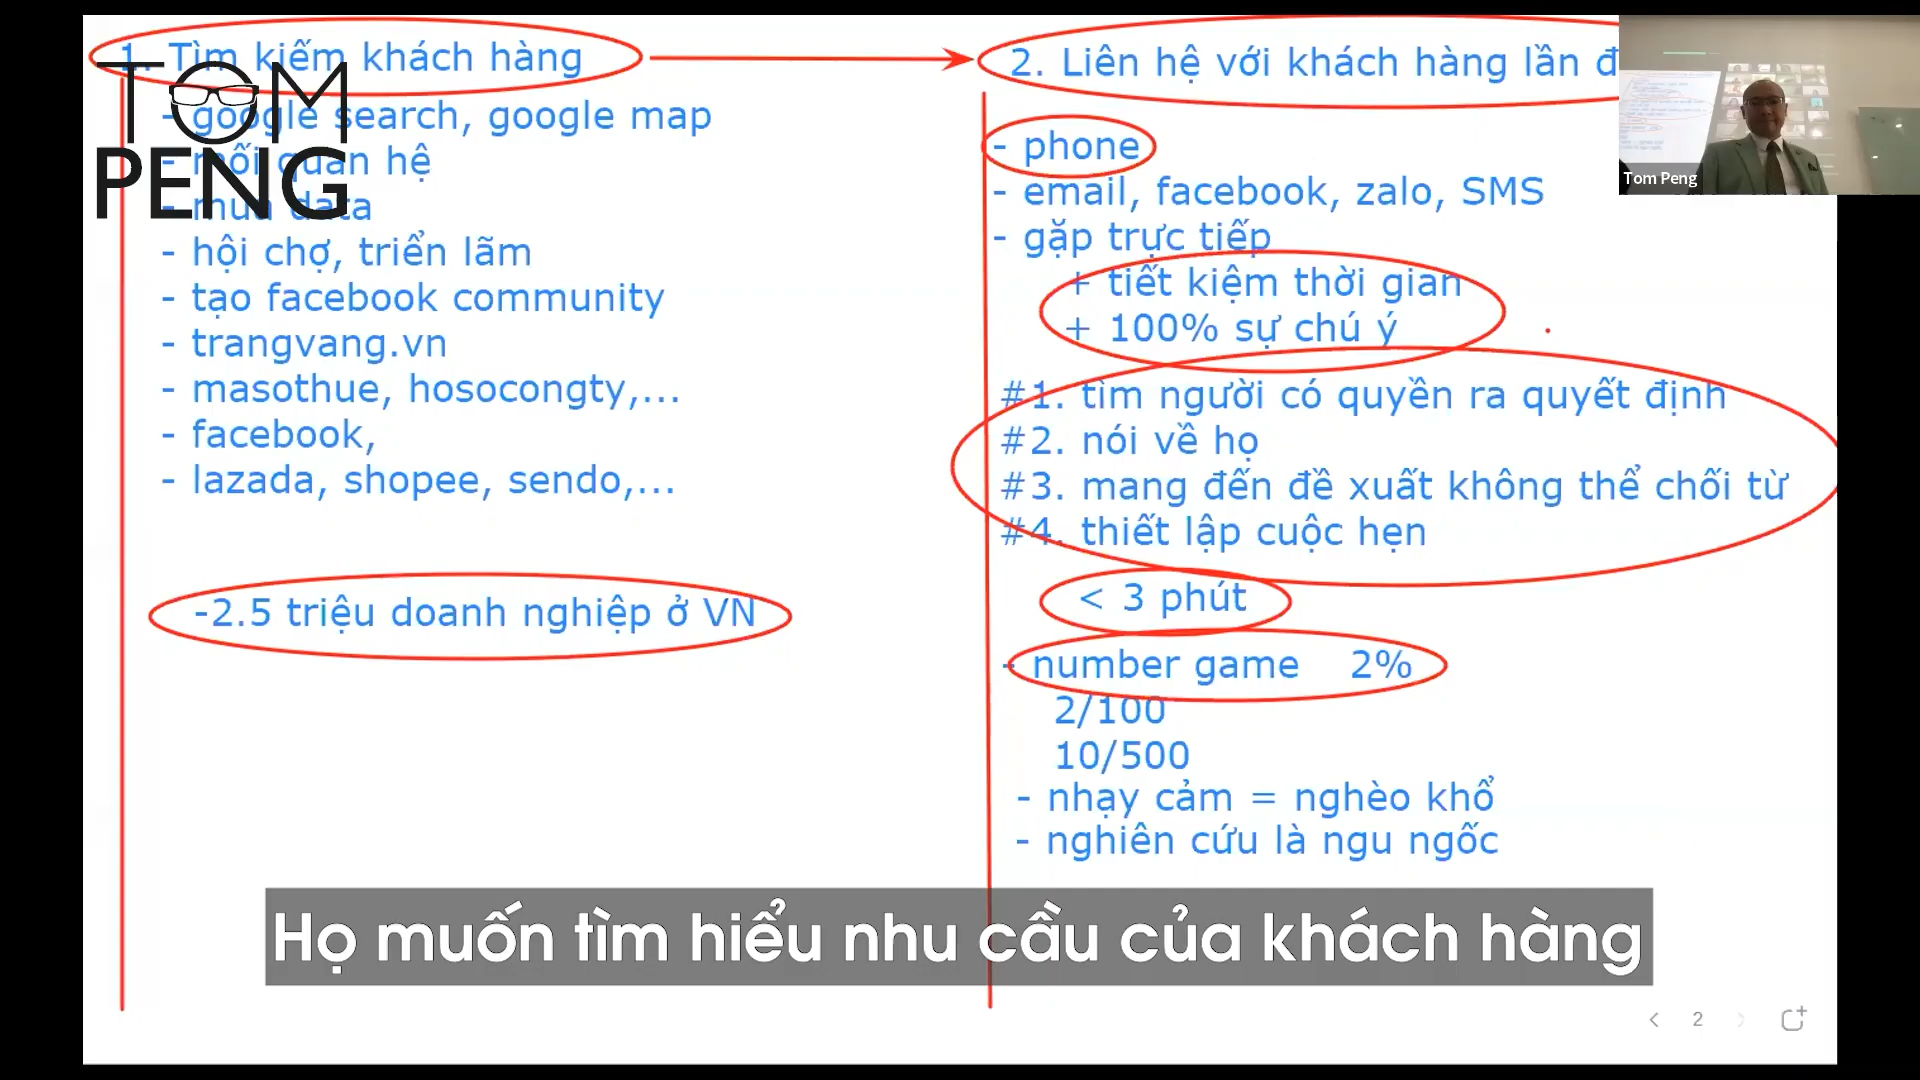 1. Tìm kiếm khách hàng
- google search, google map
- mối quan hệ
- mua data
- hội chợ, triển lãm
- tạo facebook community
- trangvang.vn
- masothue, hosocongty,...
- facebook,
- lazada, shopee, sendo,...
-2.5 triệu doanh nghiệp ở VN
TOM
PENG
2. Liên hệ với khách hàng lần đ
- phone
- email, facebook, zalo, SMS
- gặp trực tiếp
+ tiết kiệm thời gian
+ 100% sự chú ý
#1. tìm người có quyền ra quyết định
#2. nói về họ
#3. mang đến đề xuất không thể chối từ
#4. thiết lập cuộc hẹn
< 3 phút
- number game 2%
2/100
10/500
- nhạy cảm = nghèo khổ
- nghiên cứu là ngu ngốc
Tom Peng
Họ muốn tìm hiểu nhu cầu của khách hàng
2